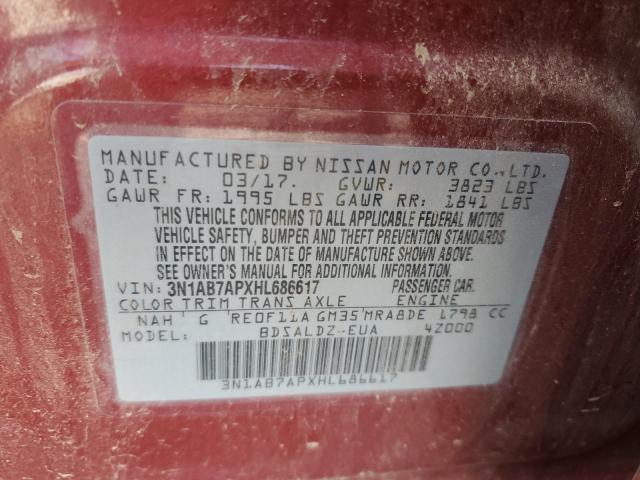 MANUFACTURED BY NISSAN MOTOR CO., LTD.
DATE: 03/17. GVWR: 3823 LBS
GAWR FR: 1995 LBS GAWR RR: 1841 LBS
THIS VEHICLE CONFORMS TO ALL APPLICABLE FEDERAL MOTOR
VEHICLE SAFETY, BUMPER AND THEFT PREVENTION STANDARDS
IN EFFECT ON THE DATE OF MANUFACTURE SHOWN ABOVE.
SEE OWNER'S MANUAL FOR ADDITIONAL INFORMATION.
VIN: 3N1AB7APXHL686617 PASSENGER CAR.
COLOR TRIM TRANS AXLE ENGINE
NAH ' G ' RE0F11A GM35 MRA8DE 1798 CC
MODEL: BDSALDZ-EUA 4Z000
3N1AB7APXHL686617